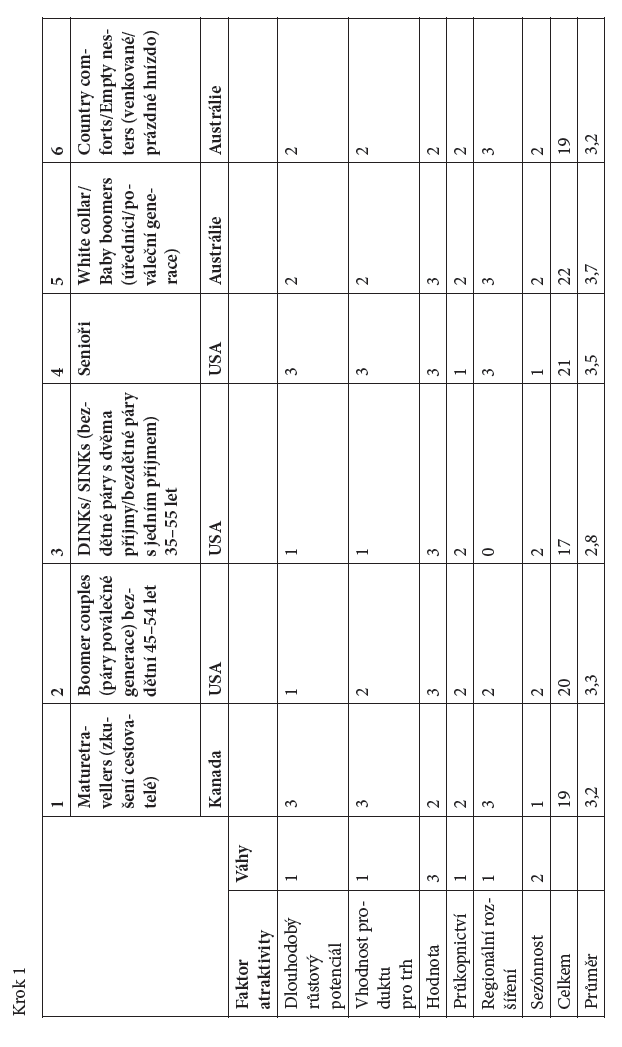 Krok 1
1 2 3 4 5 6
Maturetra-
vellers (zku-
šení cestova-
telé)
Boomer couples
(páry poválečné
generace) bez-
dětní 45–54 let
DINKs/ SINKs (bez-
dětné páry s dvěma
příjmy/bezdětné páry
s jedním příjmem)
35–55 let
Senioři
White collar/
Baby boomers
(úředníci/po-
váleční gene-
race)
Country com-
forts/Empty nes-
ters (venkované/
prázdné hnízdo)
Kanada USA USA USA Austrálie Austrálie
Faktor
atraktivity
Váhy
Dlouhodobý
růstový
potenciál
1 3 1 1 3 2 2
Vhodnost pro-
duktu
pro trh
1 3 2 1 3 2 2
Hodnota 3 2 3 3 3 3 2
Průkopnictví 1 2 2 2 1 2 2
Regionální roz-
šíření
1 3 2 0 3 3 3
Sezónnost 2 1 2 2 1 2 2
Celkem 19 20 17 21 22 19
Průměr 3,2 3,3 2,8 3,5 3,7 3,2